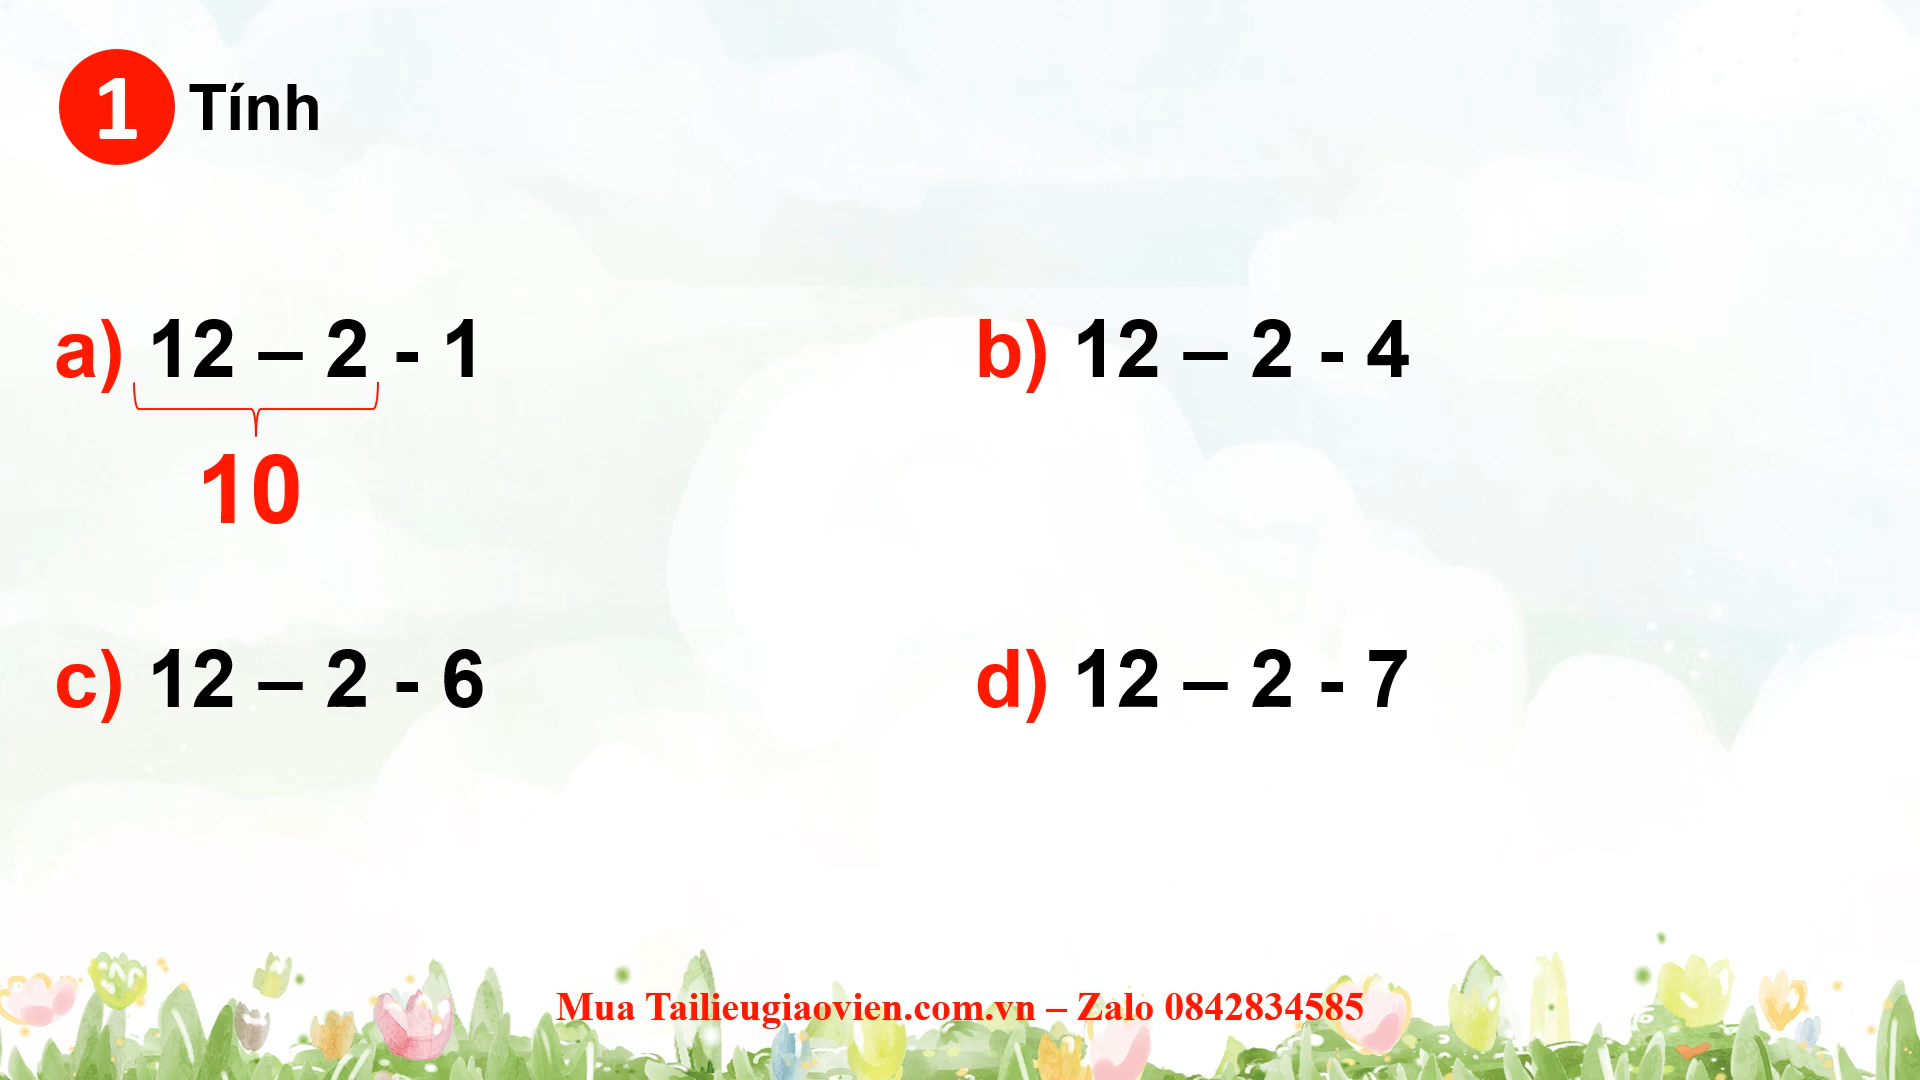 1 Tính
a) 12 – 2 - 1
b) 12 – 2 - 4
10
c) 12 – 2 - 6
d) 12 – 2 - 7
Mua Tailieugiaovien.com.vn – Zalo 0842834585